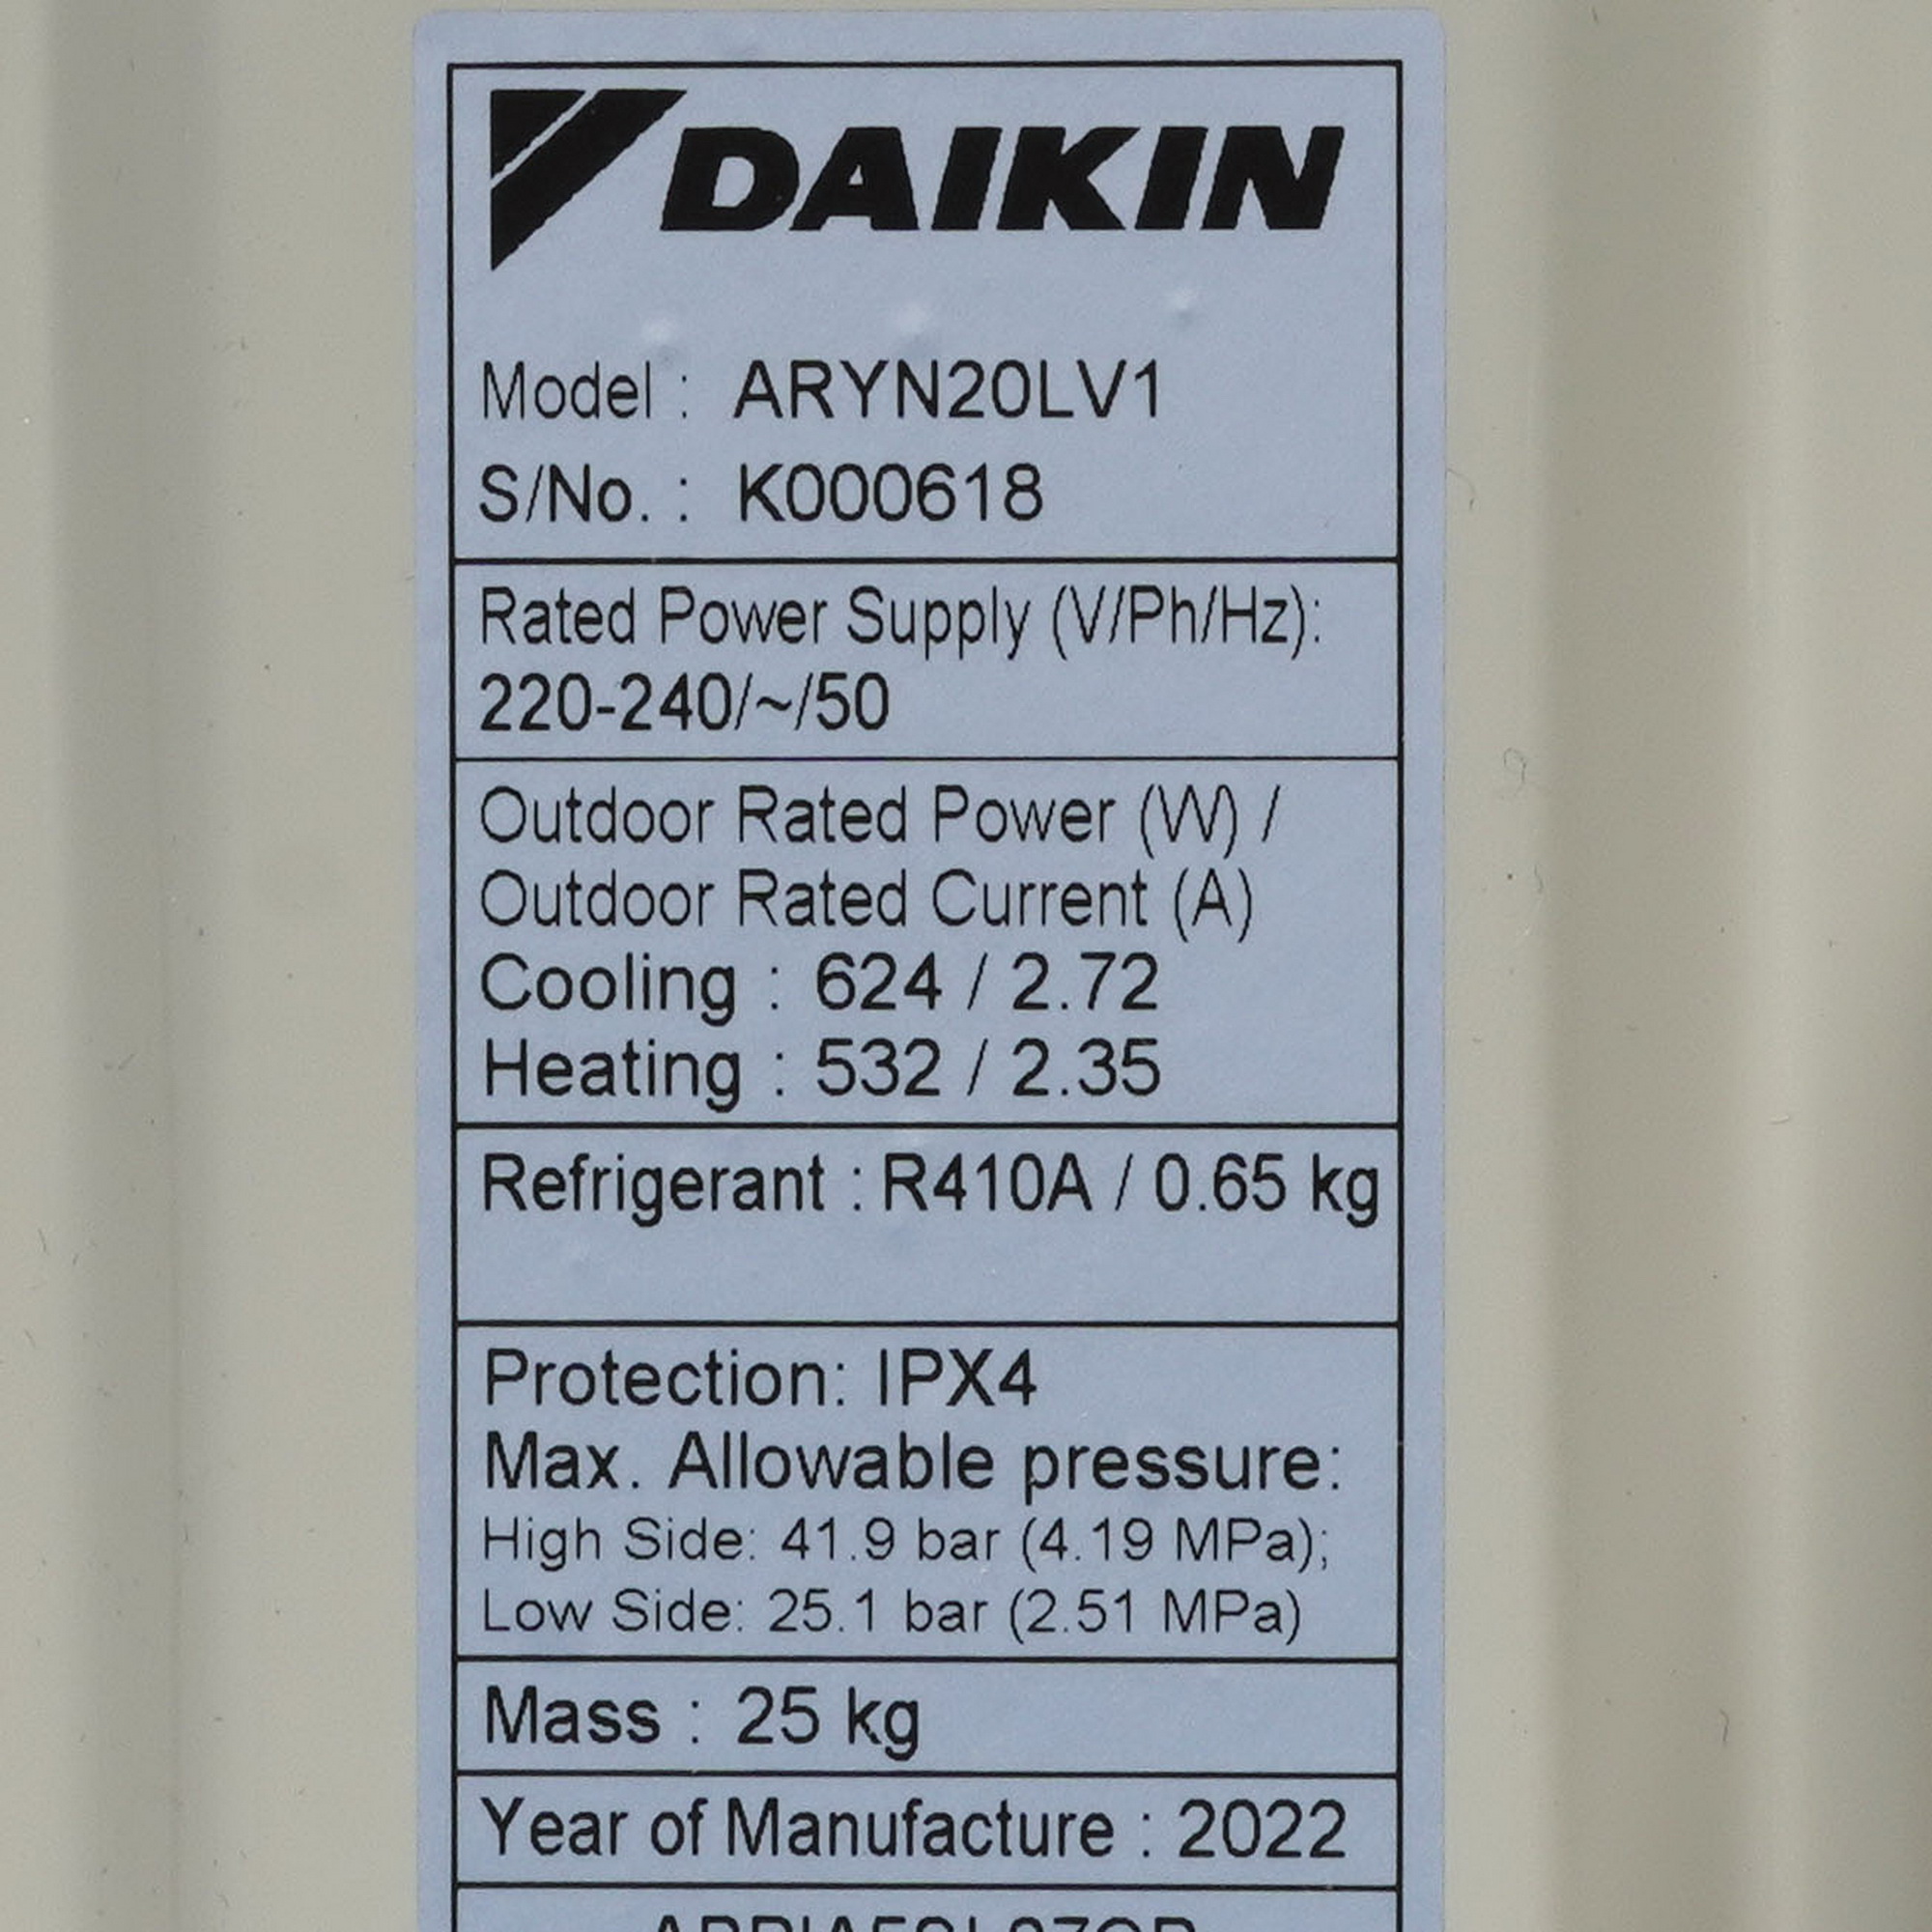 DAIKIN
Model : ARYN20LV1
S/No. : K000618
Rated Power Supply (V/Ph/Hz):
220-240/~/50
Outdoor Rated Power (W) /
Outdoor Rated Current (A)
Cooling : 624 / 2.72
Heating : 532 / 2.35
Refrigerant : R410A / 0.65 kg
Protection: IPX4
Max. Allowable pressure:
High Side: 41.9 bar (4.19 MPa);
Low Side: 25.1 bar (2.51 MPa)
Mass : 25 kg
Year of Manufacture : 2022